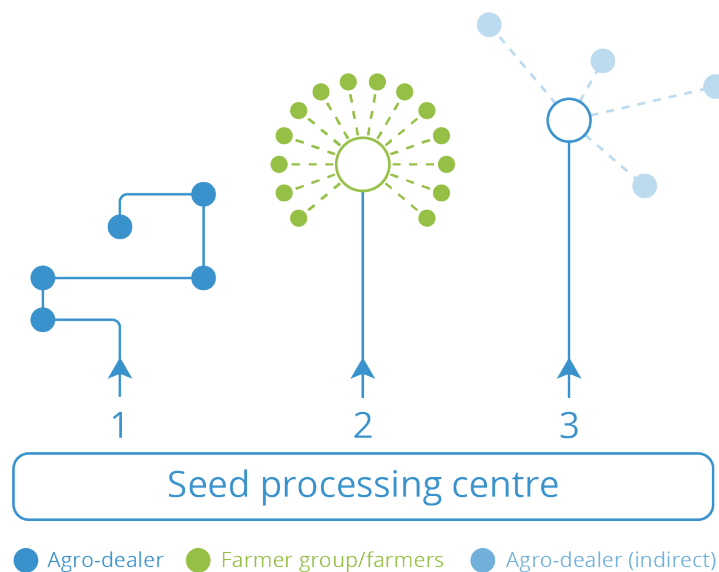 1 2 3
Seed processing centre
Agro-dealer Farmer group/farmers Agro-dealer (indirect)